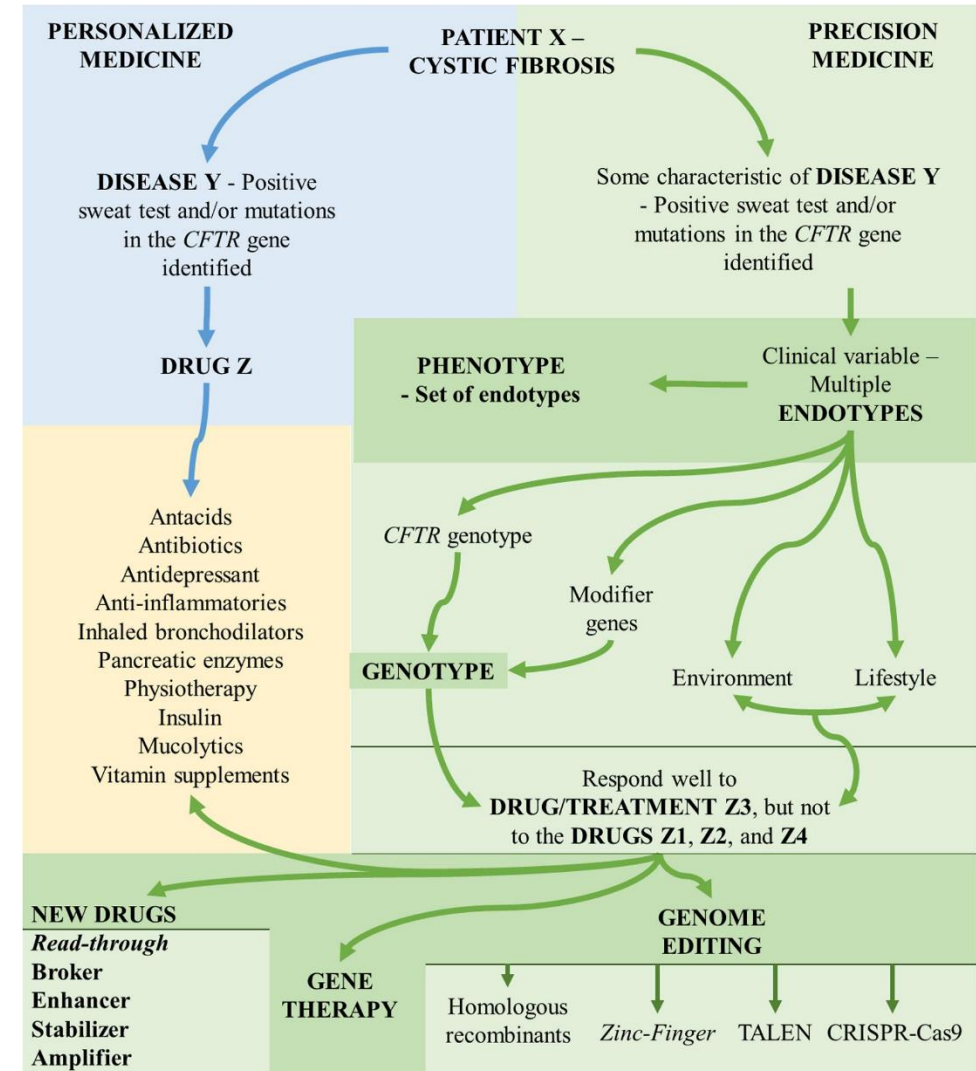 PERSONALIZED
MEDICINE
PATIENT X –
CYSTIC FIBROSIS
PRECISION
MEDICINE
DISEASE Y - Positive
sweat test and/or mutations
in the CFTR gene
identified
Some characteristic of DISEASE Y
- Positive sweat test and/or
mutations in the CFTR gene
identified
DRUG Z
PHENOTYPE
- Set of endotypes
Clinical variable –
Multiple
ENDOTYPES
Antacids
Antibiotics
Antidepressant
Anti-inflammatories
Inhaled bronchodilators
Pancreatic enzymes
Physiotherapy
Insulin
Mucolytics
Vitamin supplements
CFTR genotype
Modifier
genes
GENOTYPE
Environment
Lifestyle
Respond well to
DRUG/TREATMENT Z3, but not
to the DRUGS Z1, Z2, and Z4
NEW DRUGS
Read-through
Broker
Enhancer
Stabilizer
Amplifier
GENE
THERAPY
GENOME
EDITING
Homologous
recombinants
Zinc-Finger
TALEN
CRISPR-Cas9